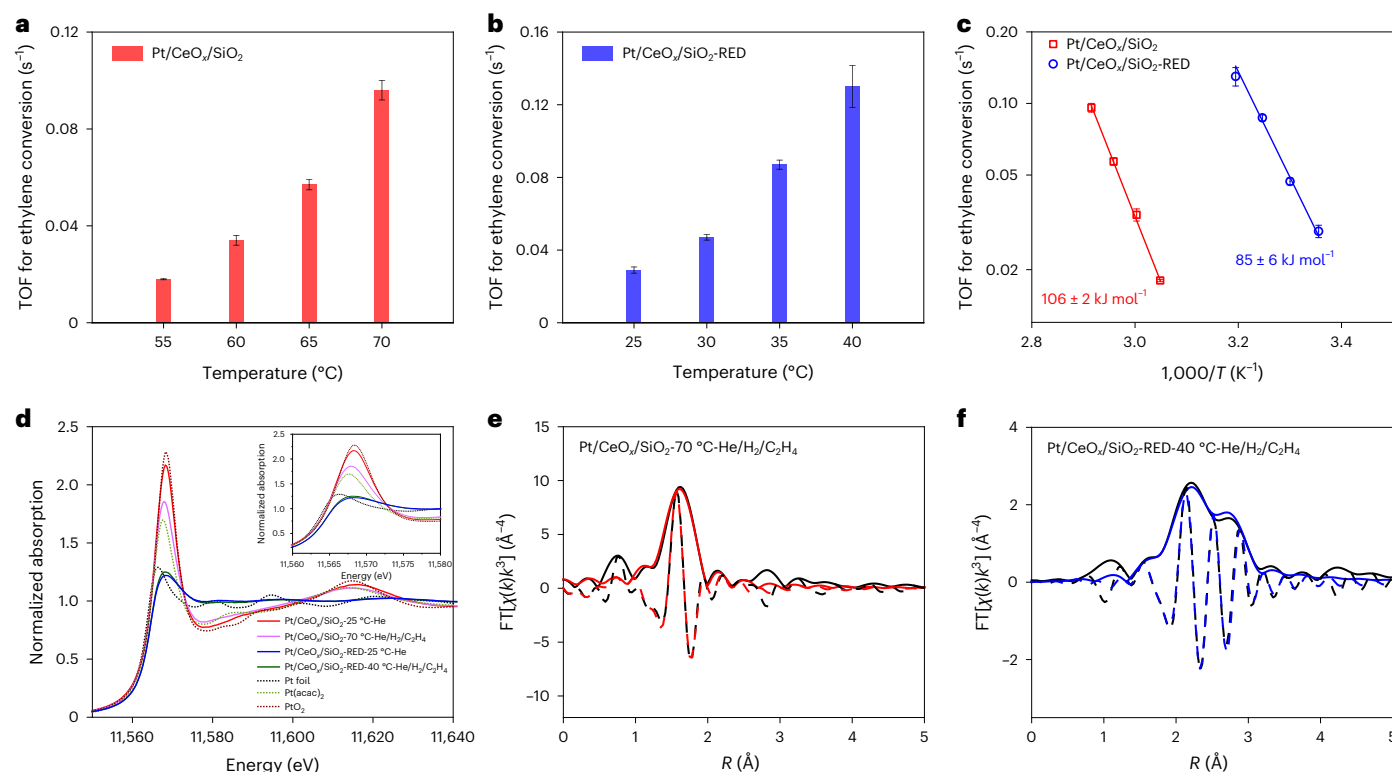 a
0.12
0.08
0.04
0
TOF for ethylene conversion (s⁻¹)
Pt/CeOₓ/SiO₂
55 60 65 70
Temperature (°C)
b
0.16
0.12
0.08
0.04
0
TOF for ethylene conversion (s⁻¹)
Pt/CeOₓ/SiO₂-RED
25 30 35 40
Temperature (°C)
c
0.20
0.10
0.05
0.02
TOF for ethylene conversion (s⁻¹)
Pt/CeOₓ/SiO₂
Pt/CeOₓ/SiO₂-RED
85 ± 6 kJ mol⁻¹
106 ± 2 kJ mol⁻¹
2.8 3.0 3.2 3.4
1,000/T (K⁻¹)
d
2.5
2.0
1.5
1.0
0.5
0
Normalized absorption
2.5
2.0
1.5
1.0
0.5
Normalized absorption
11,560 11,565 11,570 11,575 11,580
Energy (eV)
Pt/CeOₓ/SiO₂-25 °C-He
Pt/CeOₓ/SiO₂-70 °C-He/H₂/C₂H₄
Pt/CeOₓ/SiO₂-RED-25 °C-He
Pt/CeOₓ/SiO₂-RED-40 °C-He/H₂/C₂H₄
Pt foil
Pt(acac)₂
PtO₂
11,560 11,580 11,600 11,620 11,640
Energy (eV)
e
15
10
5
0
−5
−10
FT[χ(k)k³] (Å⁻⁴)
Pt/CeOₓ/SiO₂-70 °C-He/H₂/C₂H₄
0 1 2 3 4 5
R (Å)
f
4
2
0
−2
FT[χ(k)k³] (Å⁻⁴)
Pt/CeOₓ/SiO₂-RED-40 °C-He/H₂/C₂H₄
0 1 2 3 4 5
R (Å)